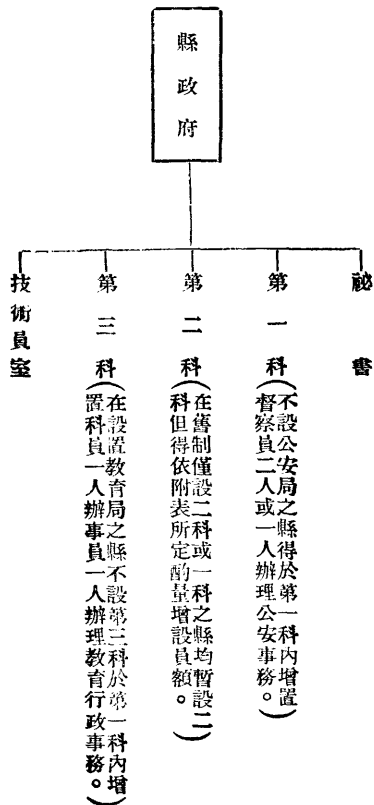 縣政府
祕書
第一科
(不設公安局之縣得於第一科內增置
督察員二人或一人辦理公安事務。)
第二科
(在舊制僅設二科或一科之縣均暫設二
科但得依附表所定酌量增設員額。)
第三科
(在設置教育局之縣不設第三科於第一科內增
置科員一人辦事員一人辦理教育行政事務。)
技術員室